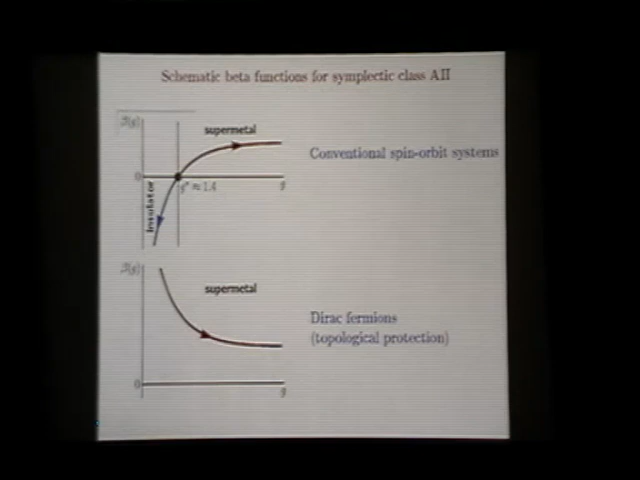 Schematic beta functions for symplectic class AII
β(g)
supermetal
Conventional spin-orbit systems
0
g* ≈ 1.4
g
insulator
β(g)
supermetal
Dirac fermions
(topological protection)
0
g